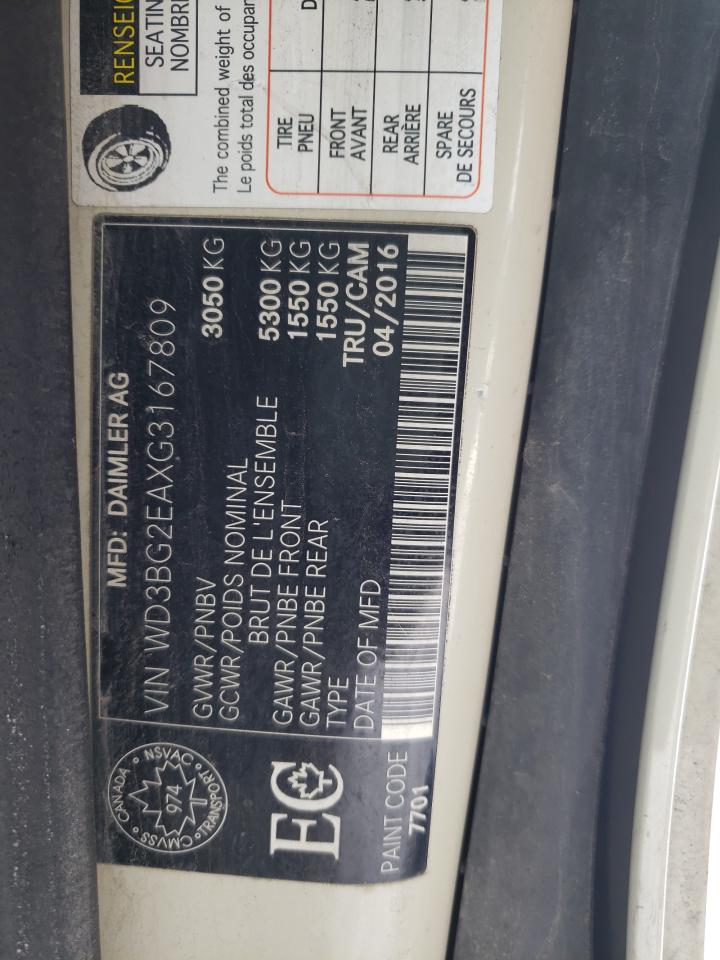 RENSEIG
SEATIN
NOMBRE
The combined weight of
Le poids total des occupan
TIRE
PNEU
FRONT
AVANT
REAR
ARRIÈRE
SPARE
DE SECOURS
MFD: DAIMLER AG
VIN WD3BG2EAXG3167809
GVWR/PNBV 3050 KG
GCWR/POIDS NOMINAL
BRUT DE L'ENSEMBLE 5300 KG
GAWR/PNBE FRONT 1550 KG
GAWR/PNBE REAR 1550 KG
TYPE TRU/CAM
DATE OF MFD 04/2016
CANADA NSVAC TRANSPORT CMVSS
974
EC
PAINT CODE
7701